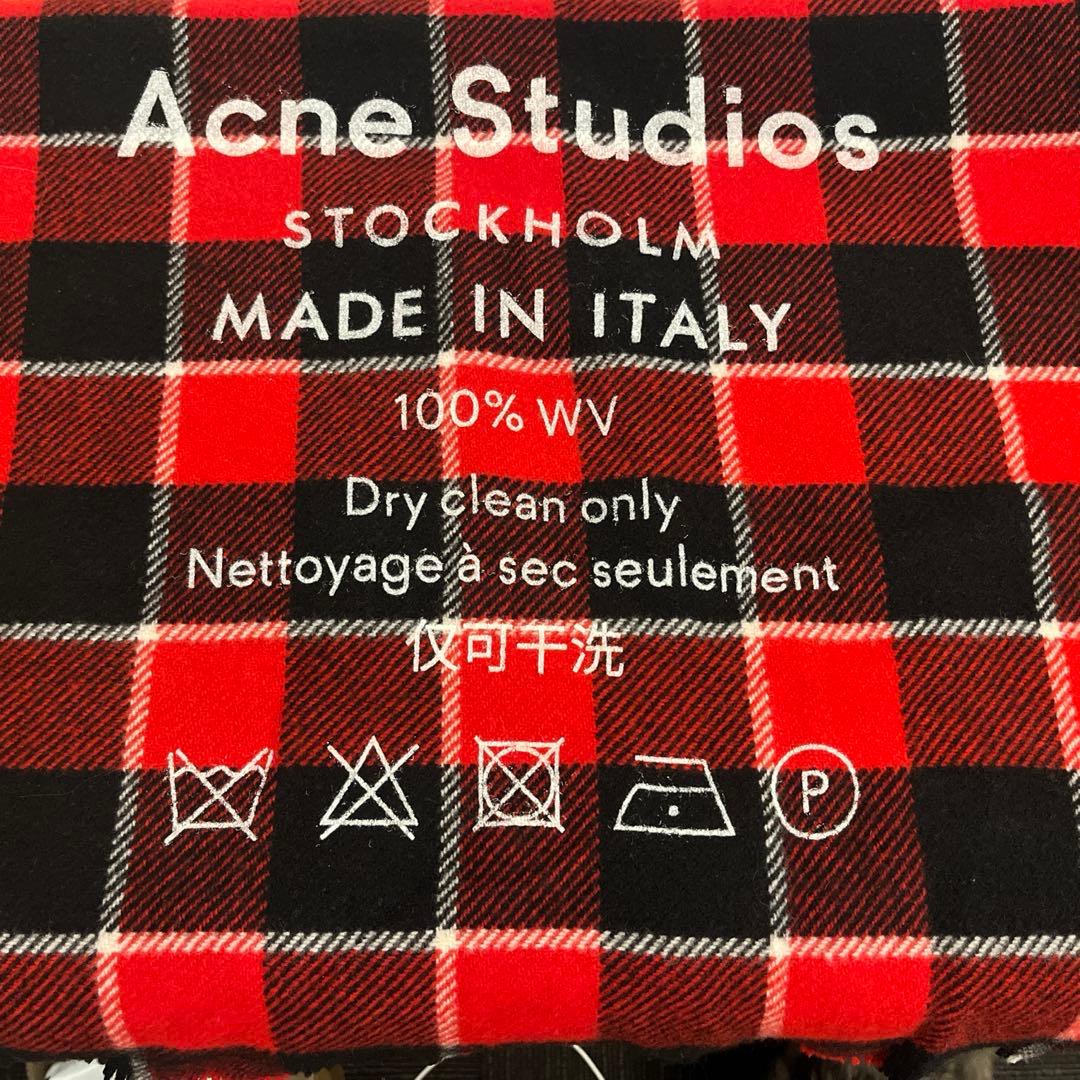 Acne Studios
STOCKHOLM
MADE IN ITALY
100% WV
Dry clean only
Nettoyage à sec seulement
仅可干洗
P